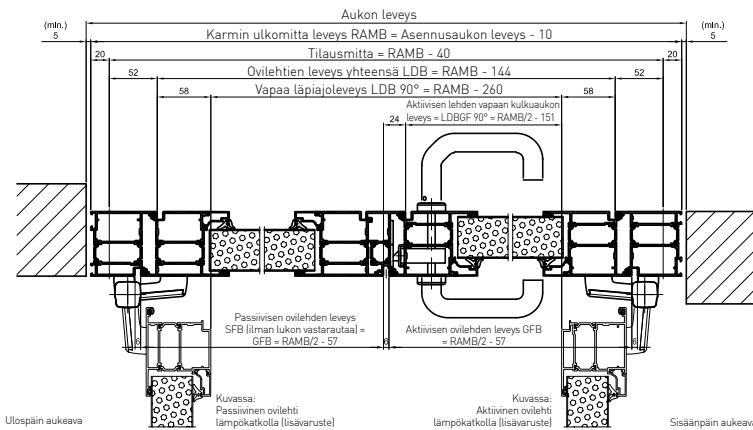 Aukon leveys
(min.)
5
(min.)
5
Karmin ulkomitta leveys RAMB = Asennusaukon leveys - 10
20
Tilausmitta = RAMB - 40
20
52
Ovilehtien leveys yhteensä LDB = RAMB - 144
52
58
Vapaa läpiajoleveys LDB 90° = RAMB - 260
58
24
Aktiivisen lehden vapaan kulkuaukon
leveys = LDBGF 90° = RAMB/2 - 151
Passiivisen ovilehden leveys
SFB (ilman lukon vastarautaa) =
GFB = RAMB/2 - 57
Aktiivisen ovilehden leveys GFB
= RAMB/2 - 57
6
6
6
Kuvassa:
Passiivinen ovilehti
lämpökatkolla (lisävaruste)
Kuvassa:
Aktiivinen ovilehti
lämpökatkolla (lisävaruste)
Ulospäin aukeava
Sisäänpäin aukeava